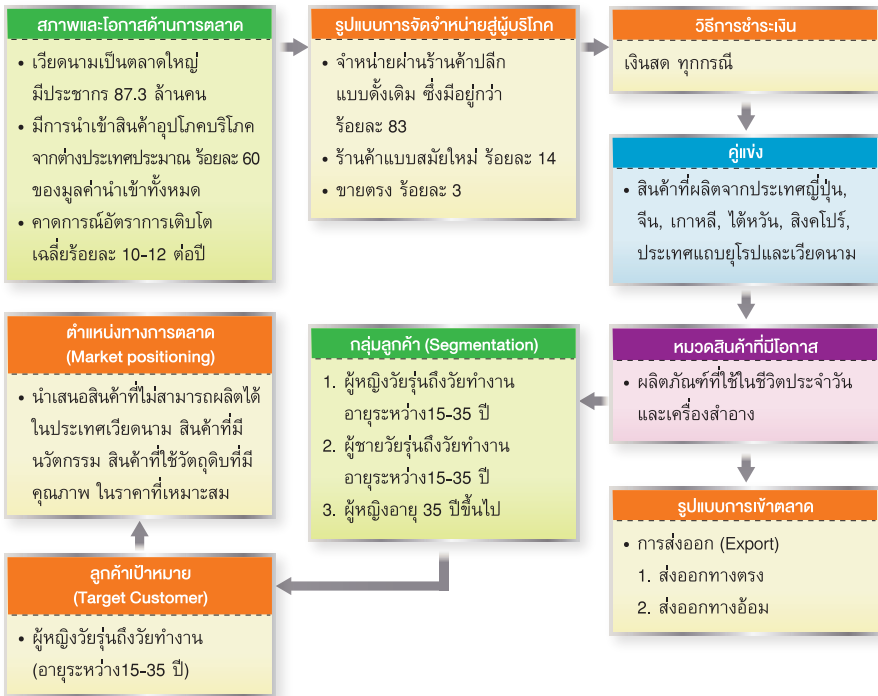 สภาพและโอกาสด้านการตลาด
• เวียดนามเป็นตลาดใหญ่
มีประชากร 87.3 ล้านคน
• มีการนำเข้าสินค้าอุปโภคบริโภค
จากต่างประเทศประมาณ ร้อยละ 60
ของมูลค่านำเข้าทั้งหมด
• คาดการณ์อัตราการเติบโต
เฉลี่ยร้อยละ 10-12 ต่อปี
รูปแบบการจัดจำหน่ายสู่ผู้บริโภค
• จำหน่ายผ่านร้านค้าปลีก
แบบดั้งเดิม ซึ่งมีอยู่กว่า
ร้อยละ 83
• ร้านค้าแบบสมัยใหม่ ร้อยละ 14
• ขายตรง ร้อยละ 3
วิธีการชำระเงิน
เงินสด ทุกกรณี
คู่แข่ง
• สินค้าที่ผลิตจากประเทศญี่ปุ่น,
จีน, เกาหลี, ไต้หวัน, สิงคโปร์,
ประเทศแถบยุโรปและเวียดนาม
หมวดสินค้าที่มีโอกาส
• ผลิตภัณฑ์ที่ใช้ในชีวิตประจำวัน
และเครื่องสำอาง
รูปแบบการเข้าตลาด
• การส่งออก (Export)
1. ส่งออกทางตรง
2. ส่งออกทางอ้อม
กลุ่มลูกค้า (Segmentation)
1. ผู้หญิงวัยรุ่นถึงวัยทำงาน
อายุระหว่าง15-35 ปี
2. ผู้ชายวัยรุ่นถึงวัยทำงาน
อายุระหว่าง15-35 ปี
3. ผู้หญิงอายุ 35 ปีขึ้นไป
ลูกค้าเป้าหมาย
(Target Customer)
• ผู้หญิงวัยรุ่นถึงวัยทำงาน
(อายุระหว่าง15-35 ปี)
ตำแหน่งทางการตลาด
(Market positioning)
• นำเสนอสินค้าที่ไม่สามารถผลิตได้
ในประเทศเวียดนาม สินค้าที่มี
นวัตกรรม สินค้าที่ใช้วัตถุดิบที่มี
คุณภาพ ในราคาที่เหมาะสม